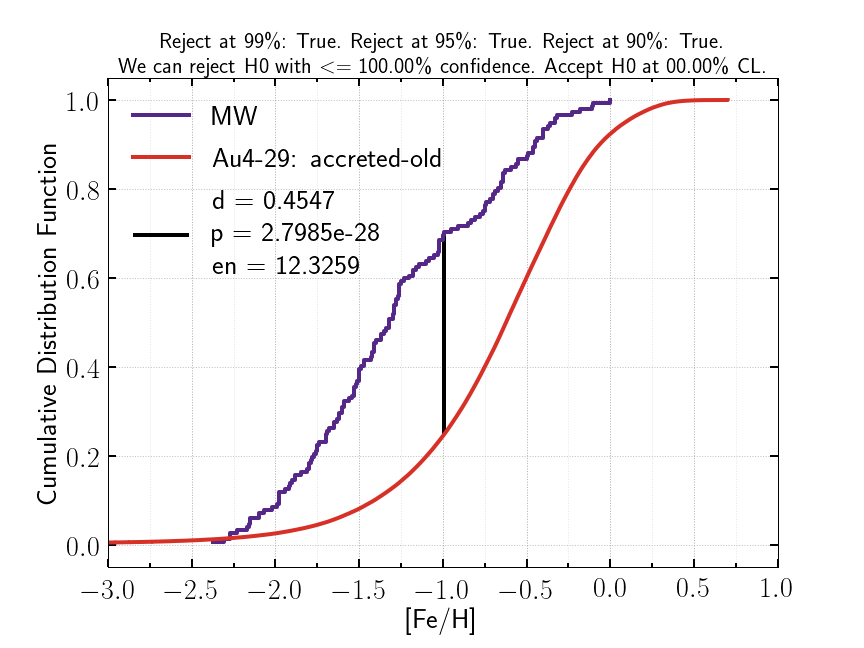 Reject at 99%: True. Reject at 95%: True. Reject at 90%: True.
We can reject H0 with <= 100.00% confidence. Accept H0 at 00.00% CL.
1.0
0.8
0.6
0.4
0.2
0.0
Cumulative Distribution Function
MW
Au4-29: accreted-old
d = 0.4547
p = 2.7985e-28
en = 12.3259
−3.0 −2.5 −2.0 −1.5 −1.0 −0.5 0.0 0.5 1.0
[Fe/H]